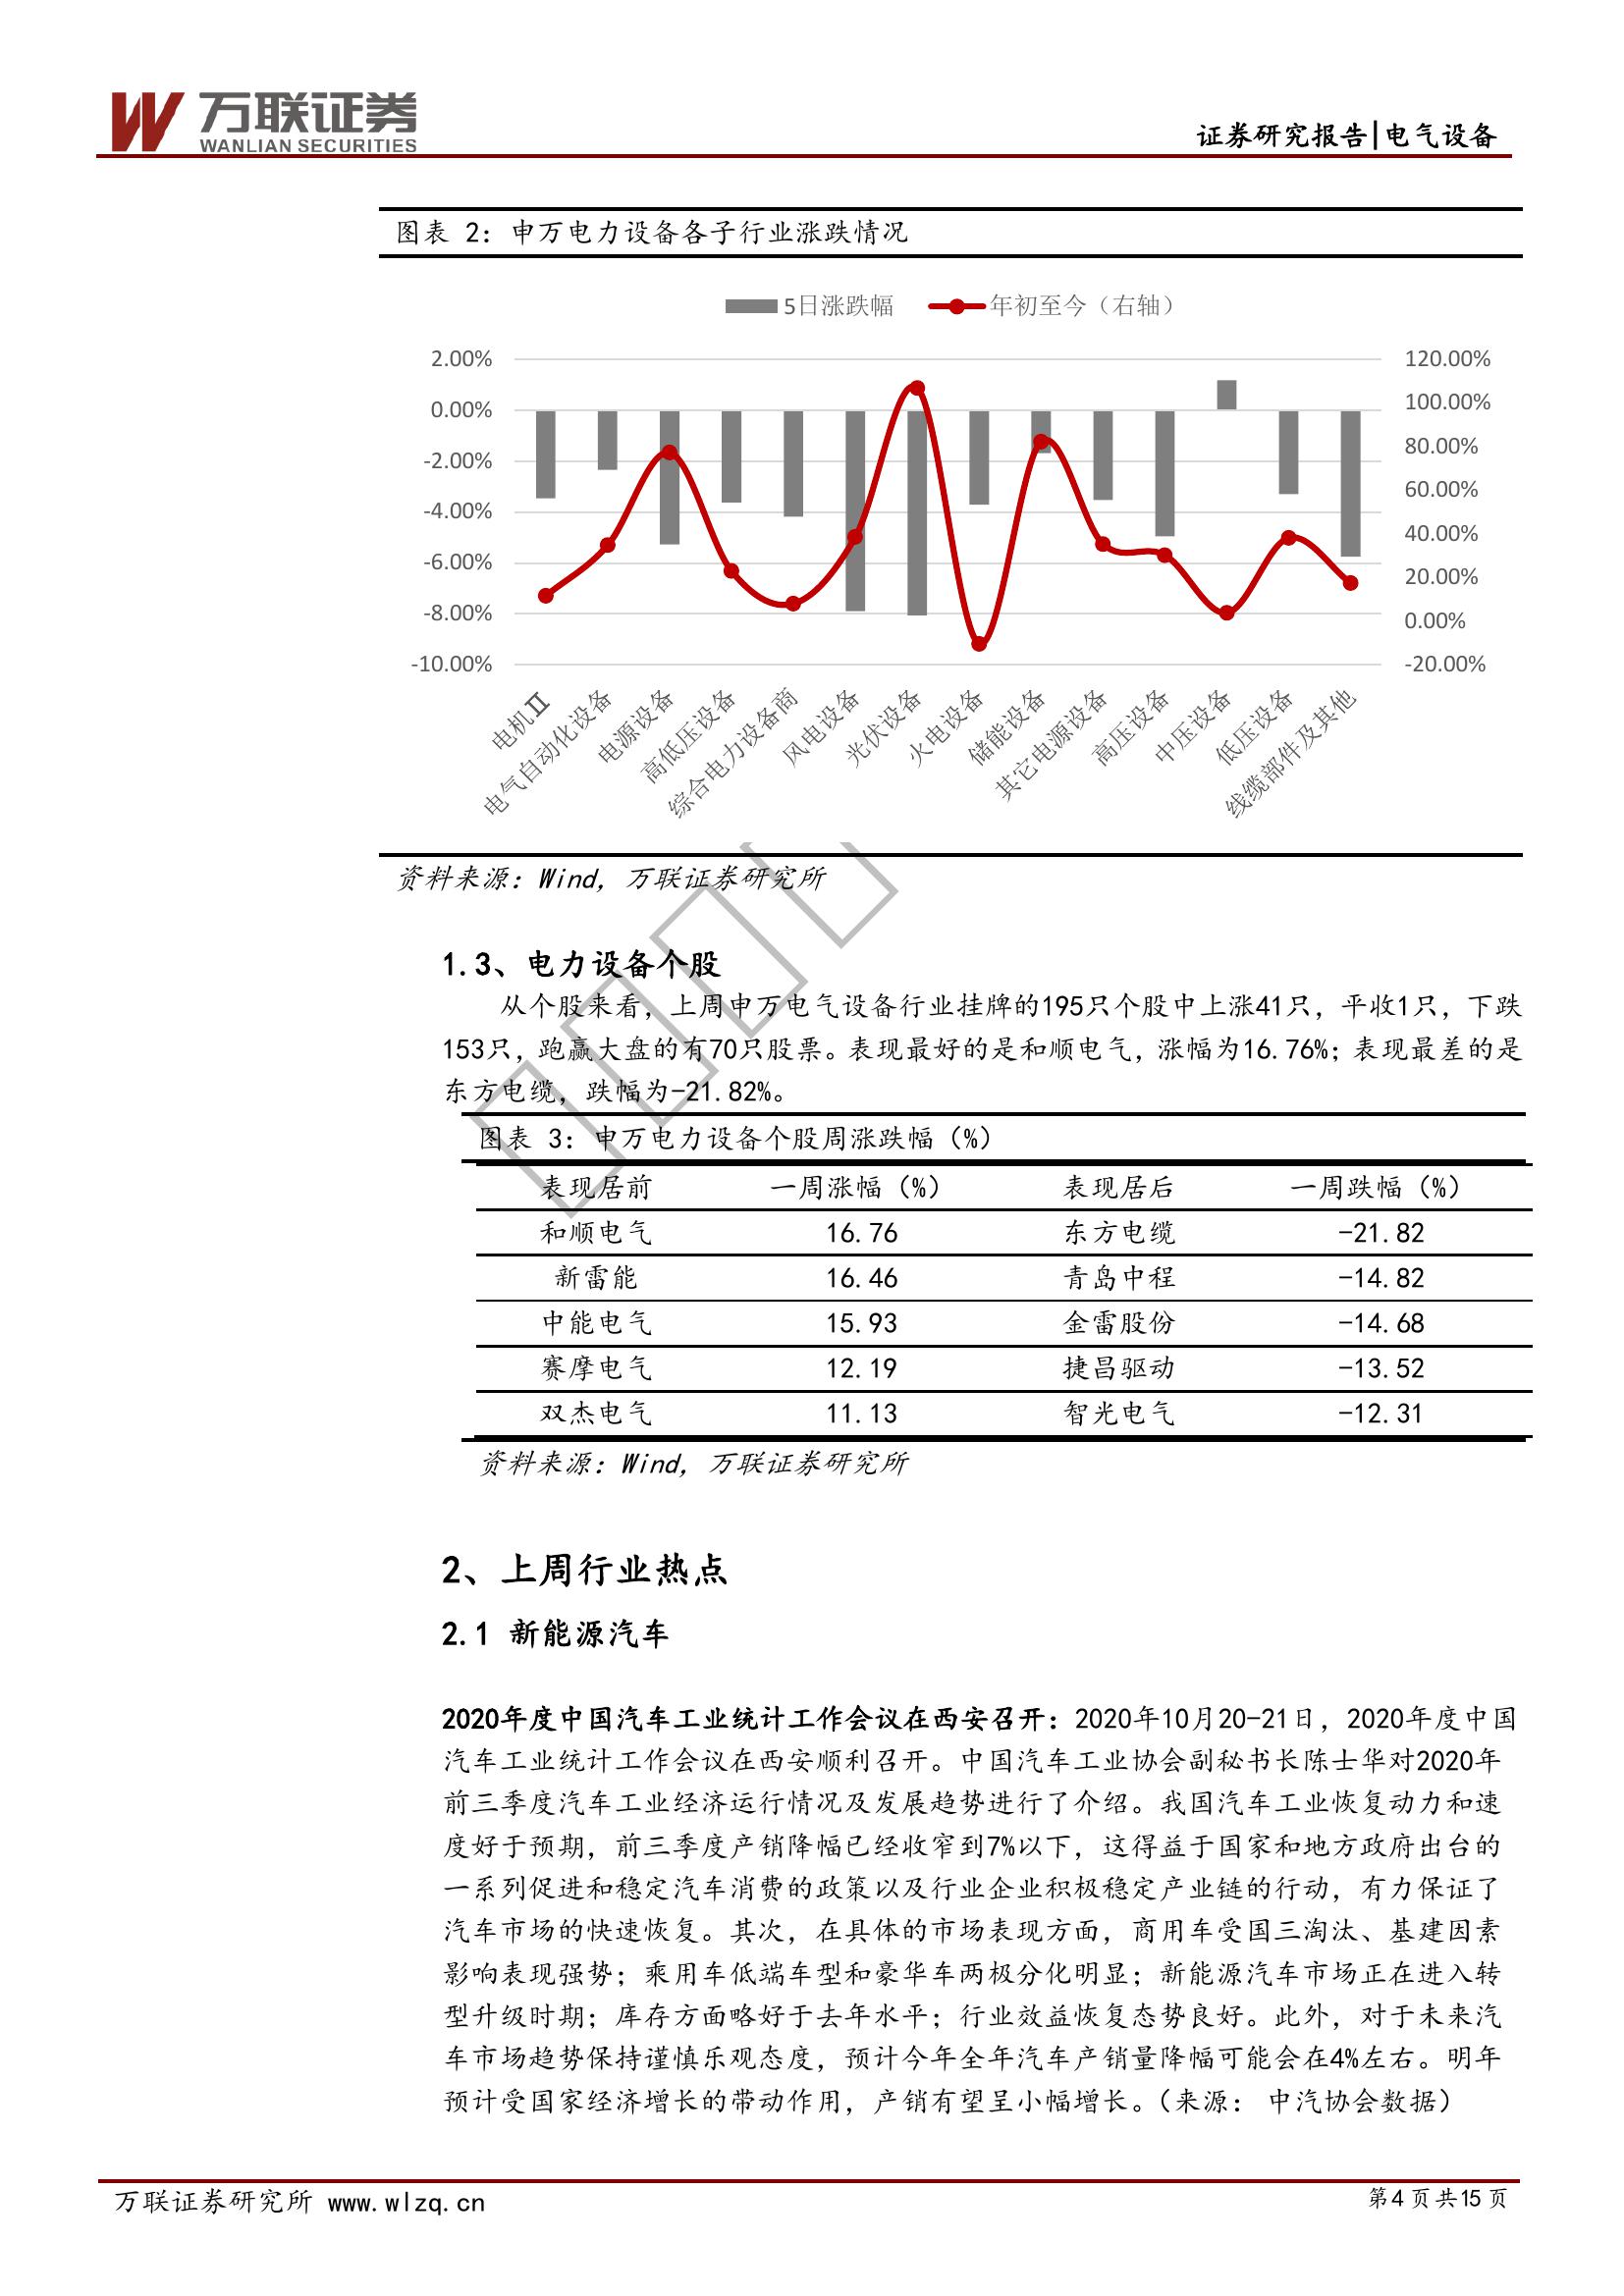 万联证券
WANLIAN SECURITIES
证券研究报告|电气设备
图表 2：申万电力设备各子行业涨跌情况
5日涨跌幅 年初至今（右轴）
2.00% 120.00%
0.00% 100.00%
-2.00% 80.00%
-4.00% 60.00%
-6.00% 40.00%
-8.00% 20.00%
-10.00% 0.00%
-20.00%
电机Ⅱ 电气自动化设备 电源设备 高低压设备 综合电力设备商 风电设备 光伏设备 火电设备 储能设备 其它电源设备 高压设备 中压设备 低压设备 线缆部件及其他
资料来源：Wind, 万联证券研究所
1.3、电力设备个股
从个股来看，上周申万电气设备行业挂牌的195只个股中上涨41只，平收1只，下跌
153只，跑赢大盘的有70只股票。表现最好的是和顺电气，涨幅为16.76%；表现最差的是
东方电缆，跌幅为-21.82%。
图表 3：申万电力设备个股周涨跌幅（%）
表现居前 一周涨幅（%） 表现居后 一周跌幅（%）
和顺电气 16.76 东方电缆 -21.82
新雷能 16.46 青岛中程 -14.82
中能电气 15.93 金雷股份 -14.68
赛摩电气 12.19 捷昌驱动 -13.52
双杰电气 11.13 智光电气 -12.31
资料来源：Wind, 万联证券研究所
2、上周行业热点
2.1 新能源汽车
2020年度中国汽车工业统计工作会议在西安召开：2020年10月20-21日，2020年度中国
汽车工业统计工作会议在西安顺利召开。中国汽车工业协会副秘书长陈士华对2020年
前三季度汽车工业经济运行情况及发展趋势进行了介绍。我国汽车工业恢复动力和速
度好于预期，前三季度产销降幅已经收窄到7%以下，这得益于国家和地方政府出台的
一系列促进和稳定汽车消费的政策以及行业企业积极稳定产业链的行动，有力保证了
汽车市场的快速恢复。其次，在具体的市场表现方面，商用车受国三淘汰、基建因素
影响表现强势；乘用车低端车型和豪华车两极分化明显；新能源汽车市场正在进入转
型升级时期；库存方面略好于去年水平；行业效益恢复态势良好。此外，对于未来汽
车市场趋势保持谨慎乐观态度，预计今年全年汽车产销量降幅可能会在4%左右。明年
预计受国家经济增长的带动作用，产销有望呈小幅增长。（来源： 中汽协会数据）
万联证券研究所 www.wlzq.cn 第4页共15页